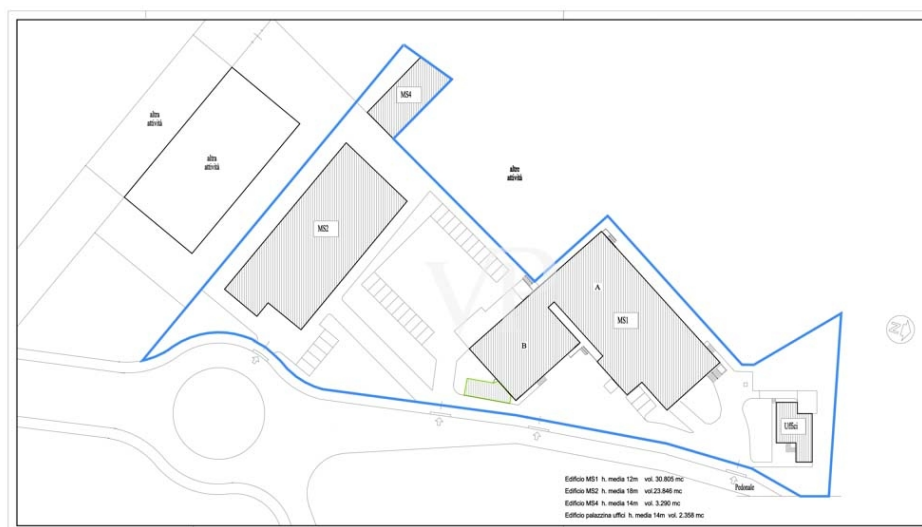 altra
attività
altra
attività
MS4
altre
attività
MS2
VP
A
MS1
B
N
Uffici
Pedonale
Edificio MS1 h. media 12m vol. 30.805 mc
Edificio MS2 h. media 18m vol.23.846 mc
Edificio MS4 h. media 14m vol. 3.290 mc
Edificio palazzina uffici h. media 14m vol. 2.358 mc